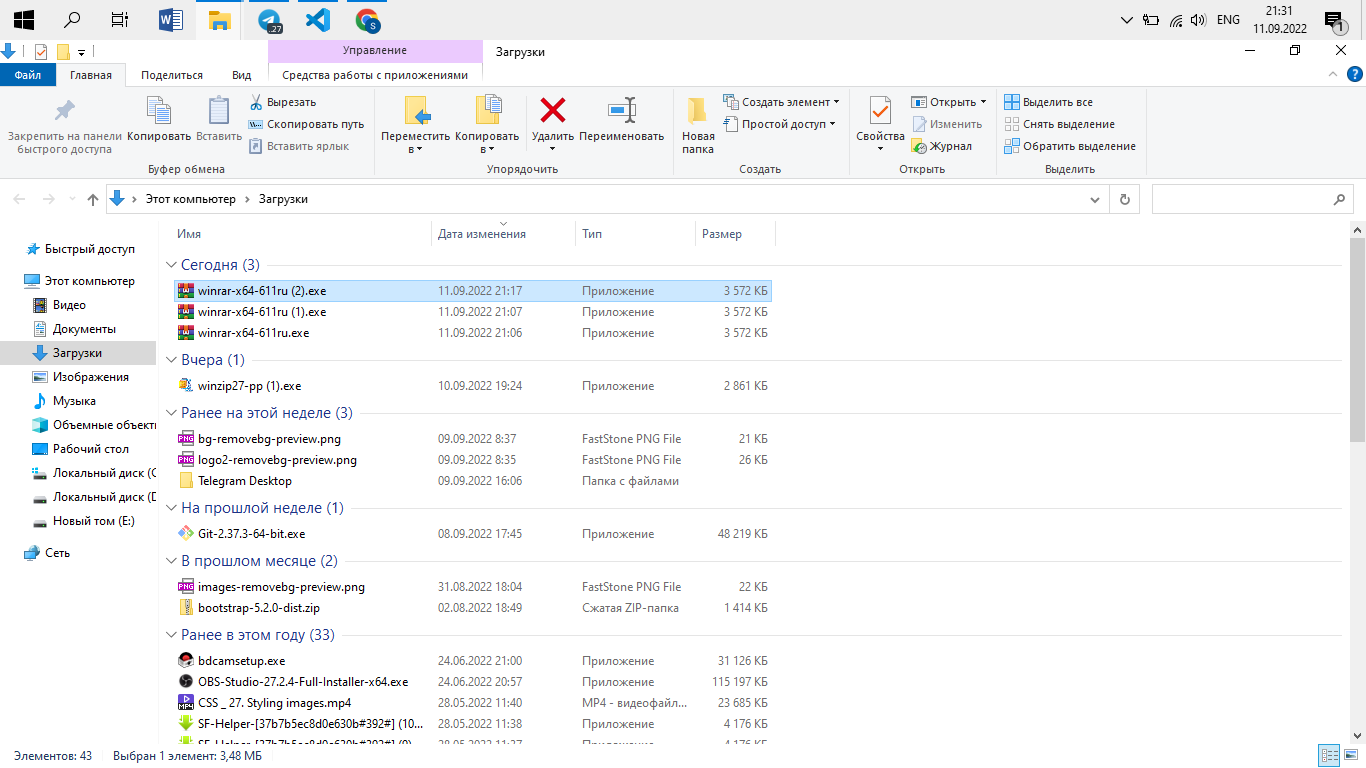 27
S
ENG
21:31
11.09.2022
1
Управление
Загрузки
Файл
Главная
Поделиться
Вид
Средства работы с приложениями
Закрепить на панели быстрого доступа
Копировать
Вставить
Вырезать
Скопировать путь
Вставить ярлык
Буфер обмена
Переместить в
Копировать в
Удалить
Переименовать
Упорядочить
Новая папка
Создать элемент
Простой доступ
Создать
Свойства
Открыть
Изменить
Журнал
Открыть
Выделить все
Снять выделение
Обратить выделение
Выделить
Этот компьютер > Загрузки
Быстрый доступ
Этот компьютер
Видео
Документы
Загрузки
Изображения
Музыка
Объемные объекты
Рабочий стол
Локальный диск (C
Локальный диск (D
Новый том (E:)
Сеть
Имя Дата изменения Тип Размер
Сегодня (3)
winrar-x64-611ru (2).exe 11.09.2022 21:17 Приложение 3 572 КБ
winrar-x64-611ru (1).exe 11.09.2022 21:07 Приложение 3 572 КБ
winrar-x64-611ru.exe 11.09.2022 21:06 Приложение 3 572 КБ
Вчера (1)
winzip27-pp (1).exe 10.09.2022 19:24 Приложение 2 861 КБ
Ранее на этой неделе (3)
bg-removebg-preview.png 09.09.2022 8:37 FastStone PNG File 21 КБ
logo2-removebg-preview.png 09.09.2022 8:35 FastStone PNG File 26 КБ
Telegram Desktop 09.09.2022 16:06 Папка с файлами
На прошлой неделе (1)
Git-2.37.3-64-bit.exe 08.09.2022 17:45 Приложение 48 219 КБ
В прошлом месяце (2)
images-removebg-preview.png 31.08.2022 18:04 FastStone PNG File 22 КБ
bootstrap-5.2.0-dist.zip 02.08.2022 18:49 Сжатая ZIP-папка 1 414 КБ
Ранее в этом году (33)
bdcamsetup.exe 24.06.2022 21:00 Приложение 31 126 КБ
OBS-Studio-27.2.4-Full-Installer-x64.exe 24.06.2022 20:57 Приложение 115 197 КБ
CSS _ 27. Styling images.mp4 28.05.2022 11:40 MP4 - видеофайл... 23 685 КБ
SF-Helper-[37b7b5ec8d0e630b#392#] (10... 28.05.2022 11:38 Приложение 4 176 КБ
SF-Helper-[37b7b5ec8d0e630b#392#] (9) 28.05.2022 11:37 Приложение 4 176 КБ
Элементов: 43 Выбран 1 элемент: 3,48 МБ